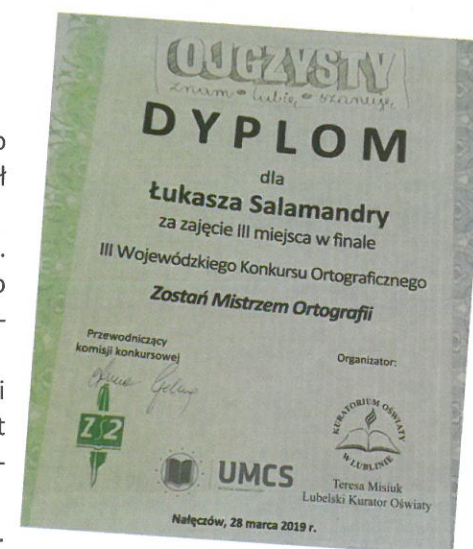 OJCZYSTY
znam • lubię • szanuję
DYPLOM
dla
Łukasza Salamandry
za zajęcie III miejsca w finale
III Wojewódzkiego Konkursu Ortograficznego
Zostań Mistrzem Ortografii
Przewodniczący
komisji konkursowej
Organizator:
ZS2
KURATORIUM OŚWIATY
W LUBLINIE
UMCS
Teresa Misiuk
Lubelski Kurator Oświaty
Nałęczów, 28 marca 2019 r.